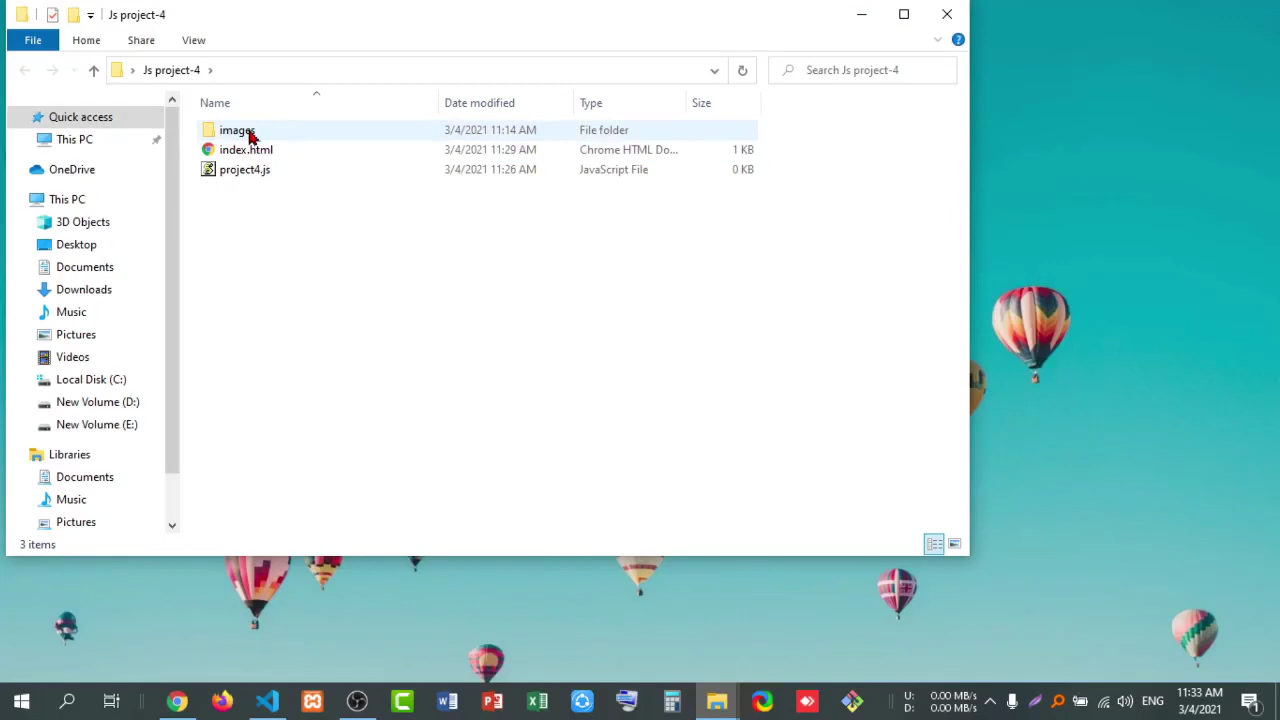 Js project-4
File Home Share View
Js project-4
Search Js project-4
Name Date modified Type Size
Quick access
This PC
OneDrive
This PC
3D Objects
Desktop
Documents
Downloads
Music
Pictures
Videos
Local Disk (C:)
New Volume (D:)
New Volume (E:)
Libraries
Documents
Music
Pictures
images 3/4/2021 11:14 AM File folder
index.html 3/4/2021 11:29 AM Chrome HTML Do... 1 KB
project4.js 3/4/2021 11:26 AM JavaScript File 0 KB
3 items
U: 0.00 MB/s
D: 0.00 MB/s
ENG
11:33 AM
3/4/2021
1